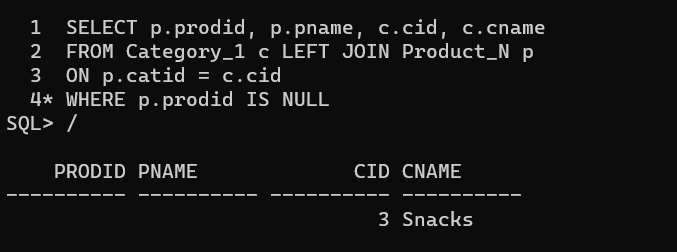 1  SELECT p.prodid, p.pname, c.cid, c.cname
2  FROM Category_1 c LEFT JOIN Product_N p
3  ON p.catid = c.cid
4* WHERE p.prodid IS NULL
SQL> /
PRODID PNAME             CID CNAME
---------- ---------- ---------- ----------
3 Snacks